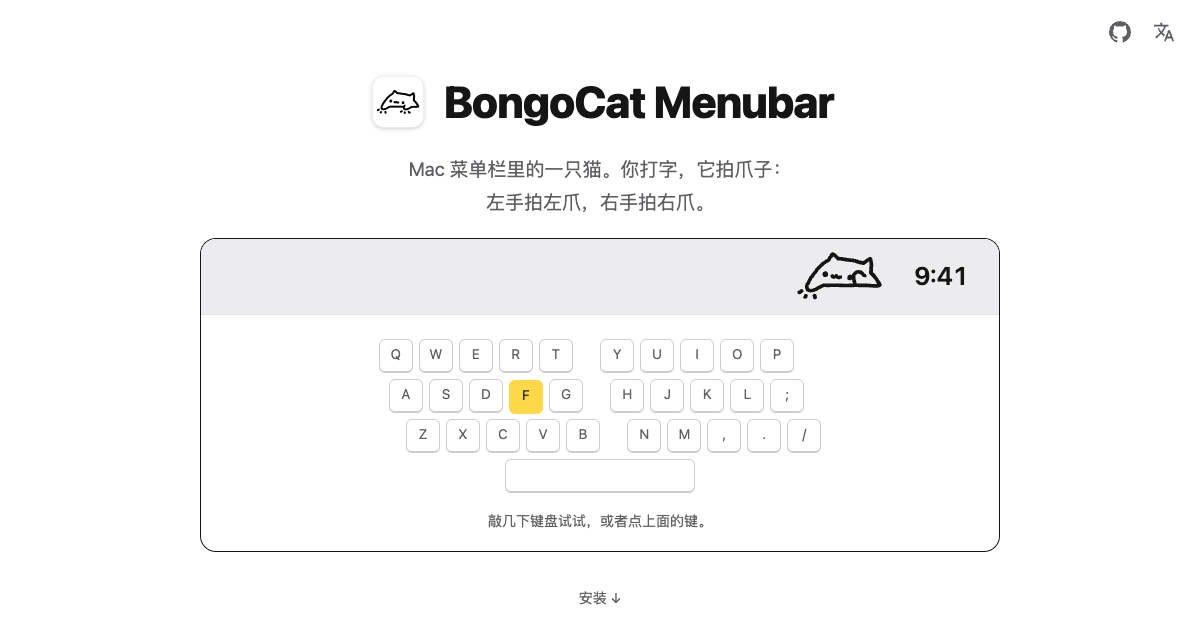 BongoCat Menubar
Mac 菜单栏里的一只猫。你打字，它拍爪子：
左手拍左爪，右手拍右爪。
9:41
Q W E R T Y U I O P
A S D F G H J K L ;
Z X C V B N M , . /
敲几下键盘试试，或者点上面的键。
安装 ↓